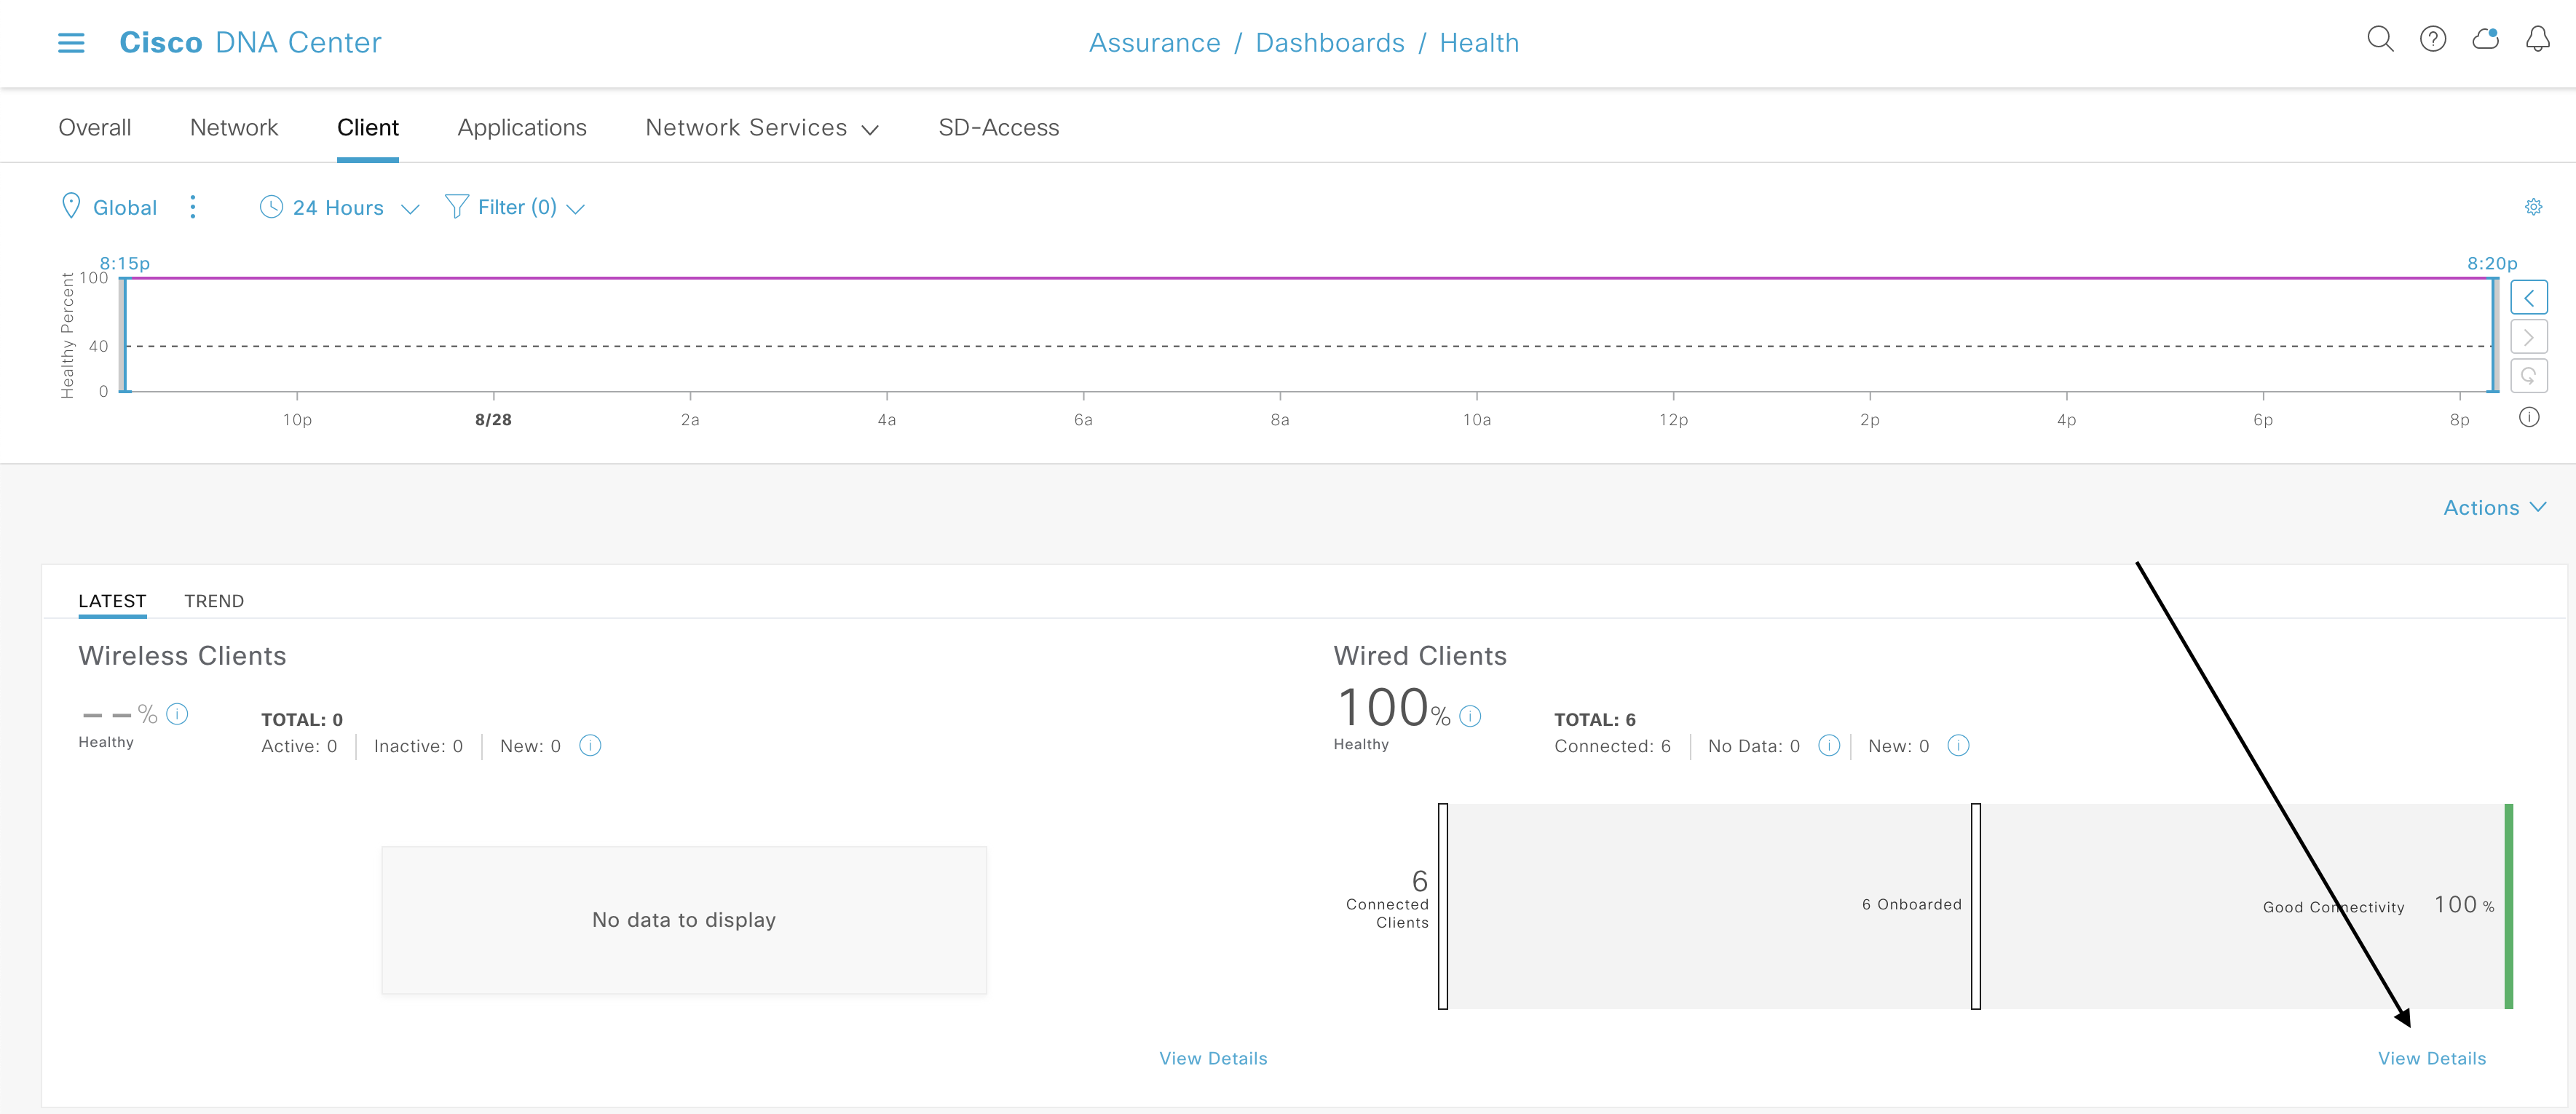 Cisco DNA Center
Assurance / Dashboards / Health
Overall Network Client Applications Network Services SD-Access
Global 24 Hours Filter (0)
8:15p 8:20p
Healthy Percent
100
40
0
10p 8/28 2a 4a 6a 8a 10a 12p 2p 4p 6p 8p
Actions
LATEST TREND
Wireless Clients
--%
Healthy
TOTAL: 0
Active: 0 Inactive: 0 New: 0
No data to display
View Details
Wired Clients
100%
Healthy
TOTAL: 6
Connected: 6 No Data: 0 New: 0
6
Connected
Clients
6 Onboarded
Good Connectivity 100 %
View Details